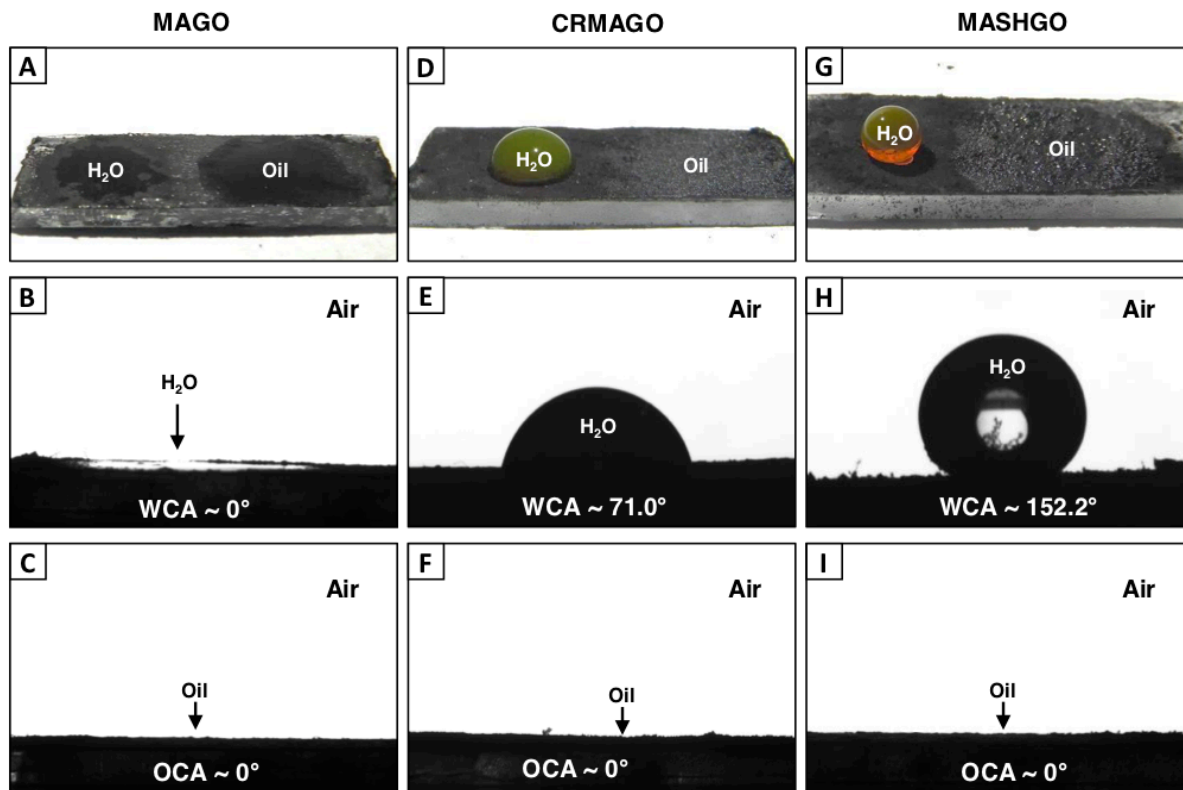 MAGO
CRMAGO
MASHGO
A
H₂O
Oil
D
H₂O
Oil
G
H₂O
Oil
B
Air
H₂O
WCA ~ 0°
E
Air
H₂O
WCA ~ 71.0°
H
Air
H₂O
WCA ~ 152.2°
C
Air
Oil
OCA ~ 0°
F
Air
Oil
OCA ~ 0°
I
Air
Oil
OCA ~ 0°